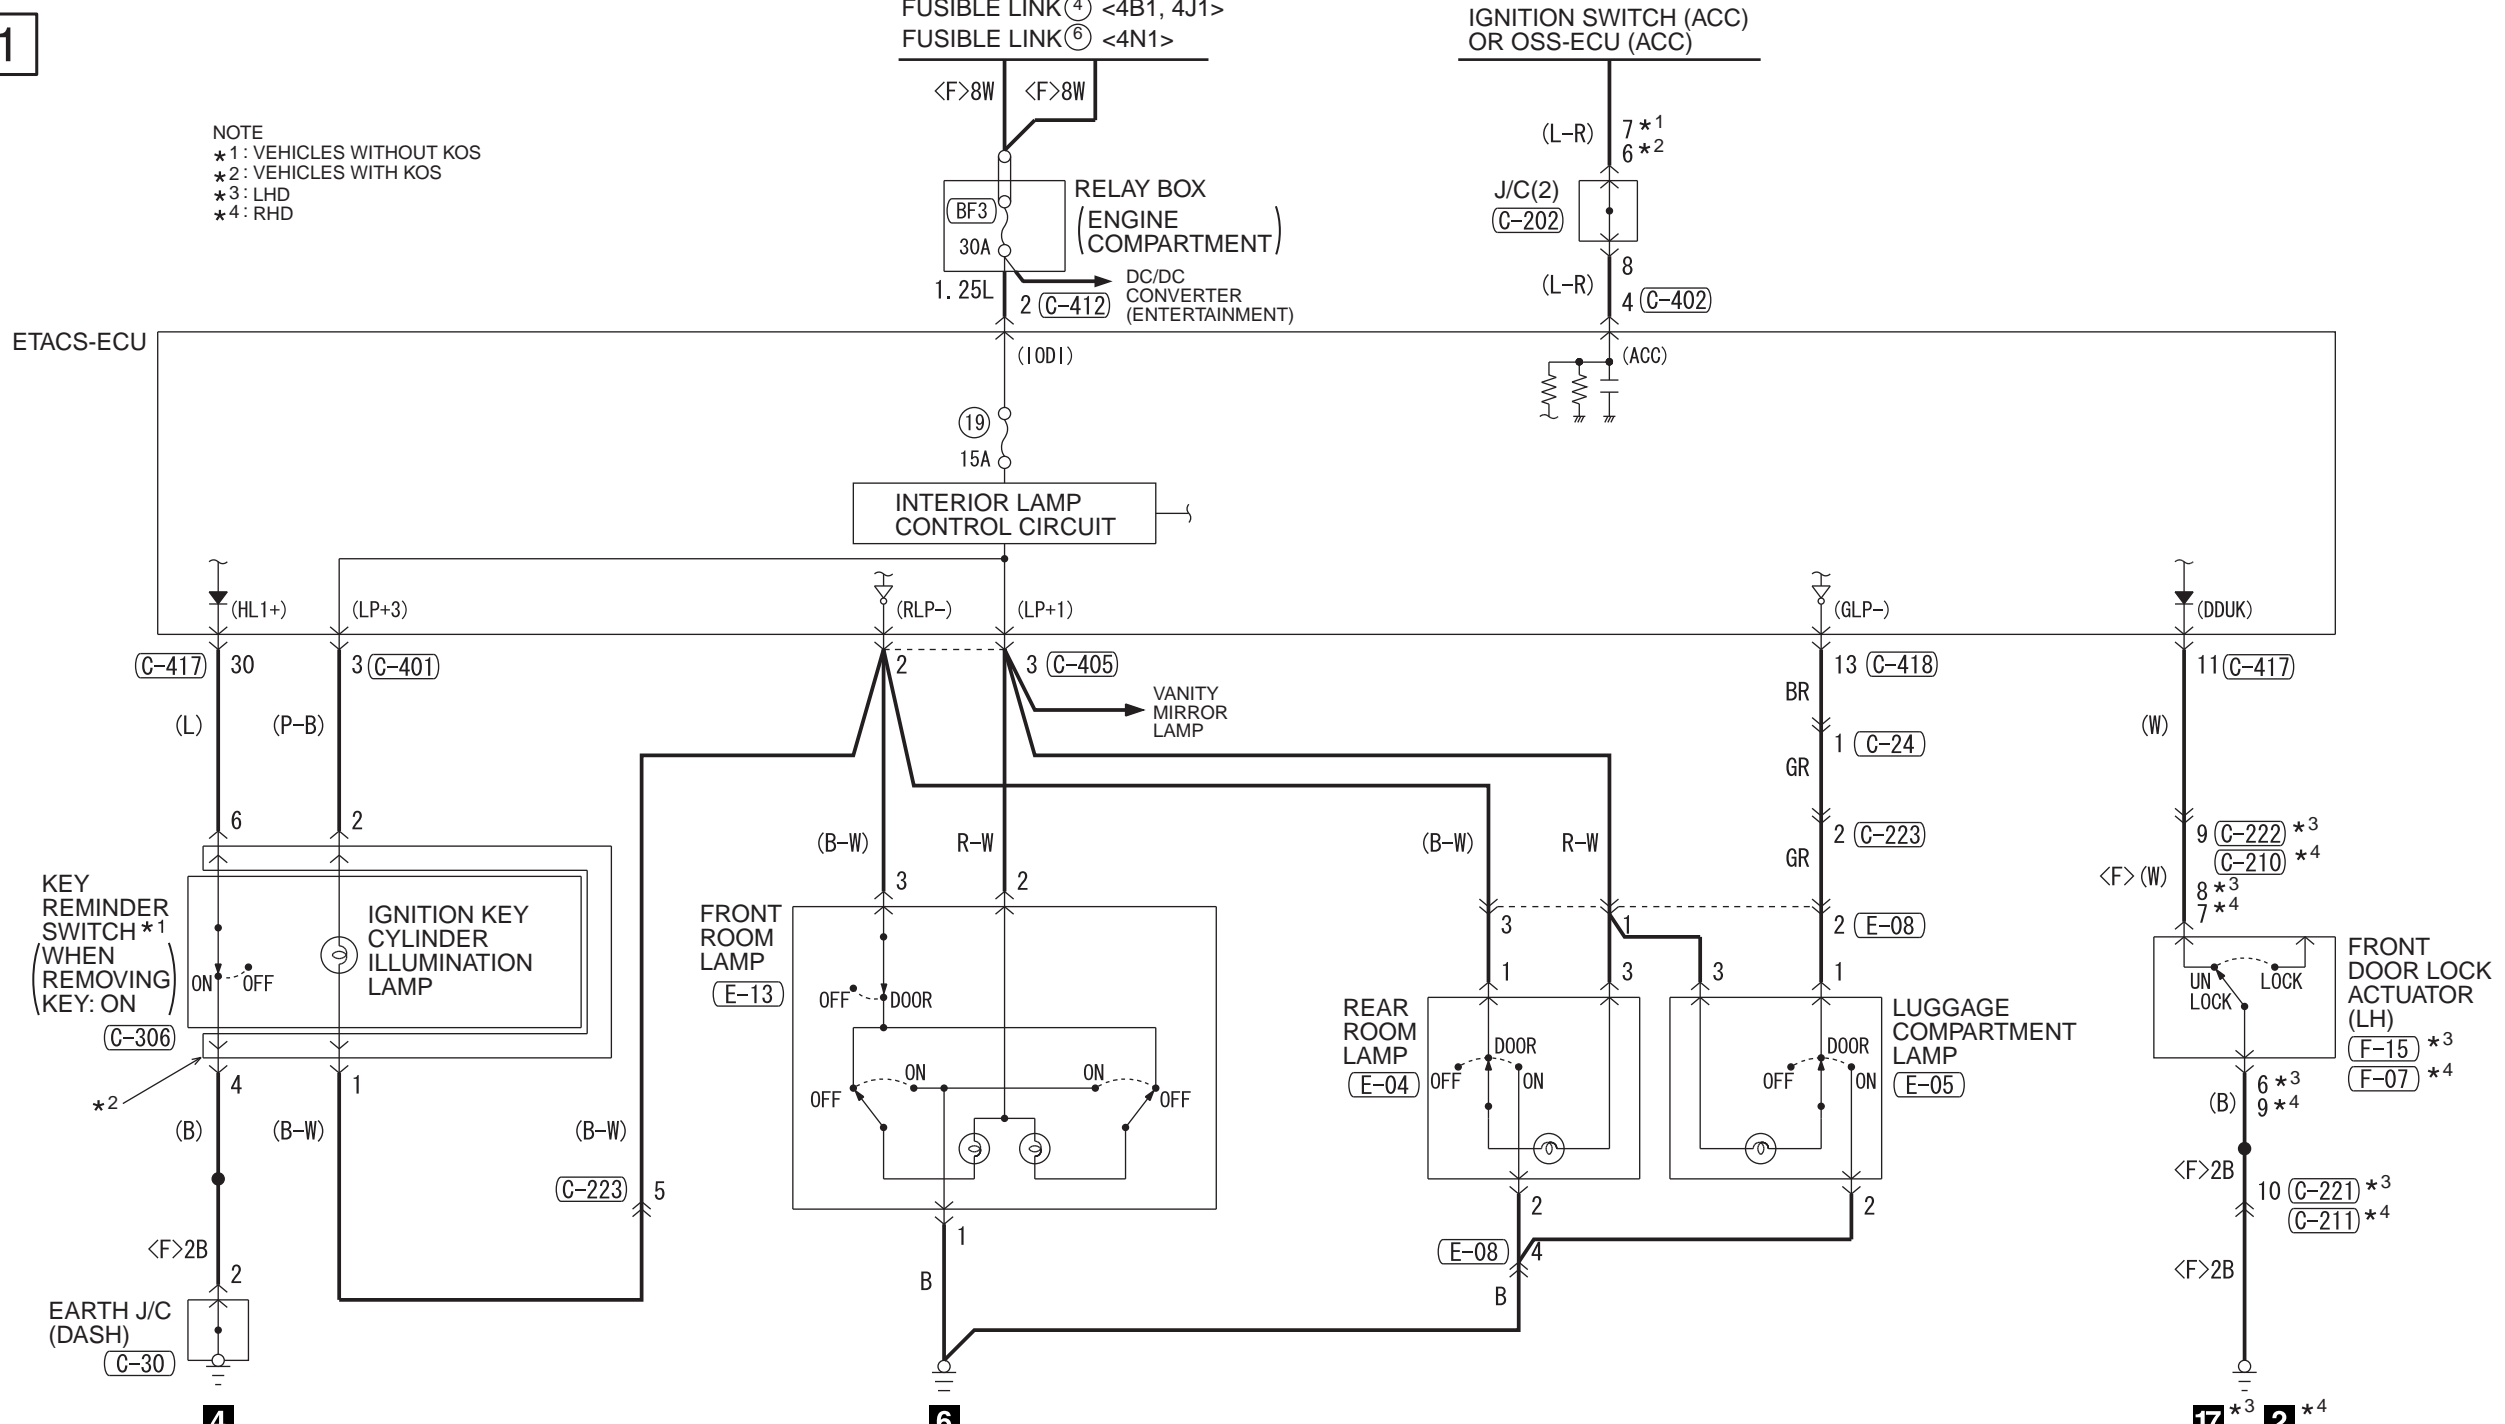 1
FUSIBLE LINK 4 <4B1, 4J1>
FUSIBLE LINK 6 <4N1>
IGNITION SWITCH (ACC)
OR OSS-ECU (ACC)
<F>8W <F>8W
NOTE
*1: VEHICLES WITHOUT KOS
*2: VEHICLES WITH KOS
*3: LHD
*4: RHD
(L-R)
7 *1
6 *2
RELAY BOX
(ENGINE
COMPARTMENT)
BF3
30A
J/C(2)
C-202
1.25L
2 C-412
DC/DC
CONVERTER
(ENTERTAINMENT)
8
(L-R)
4 C-402
ETACS-ECU
(IOD1)
(ACC)
19
15A
INTERIOR LAMP
CONTROL CIRCUIT
(HL1+) (LP+3) (RLP-) (LP+1) (GLP-) (DDUK)
C-417 30
3 C-401
2
3 C-405
13 C-418
11 C-417
VANITY
MIRROR
LAMP
BR
(L) (P-B)
(W)
1 C-24
GR
6 2
(B-W) R-W (B-W) R-W
2 C-223
GR
9 C-222 *3
C-210 *4
<F>(W)
8 *3
7 *4
KEY
REMINDER
SWITCH *1
(WHEN
REMOVING
KEY: ON)
ON OFF
C-306
IGNITION KEY
CYLINDER
ILLUMINATION
LAMP
3 2
FRONT
ROOM
LAMP
E-13
OFF DOOR
OFF ON ON OFF
3 1 2 E-08
1 3 3 1
REAR
ROOM
LAMP
E-04
DOOR
OFF ON
LUGGAGE
COMPARTMENT
LAMP
E-05
DOOR
OFF ON
UN
LOCK
LOCK
FRONT
DOOR LOCK
ACTUATOR
(LH)
F-15 *3
F-07 *4
*2
4 1
(B) (B-W) (B-W)
6 *3
9 *4
(B)
<F>2B
C-223 5
10 C-221 *3
C-211 *4
1
2 2
E-08 4
<F>2B
2
B
B
<F>2B
EARTH J/C
(DASH)
C-30
4
6
17 *3 2 *4